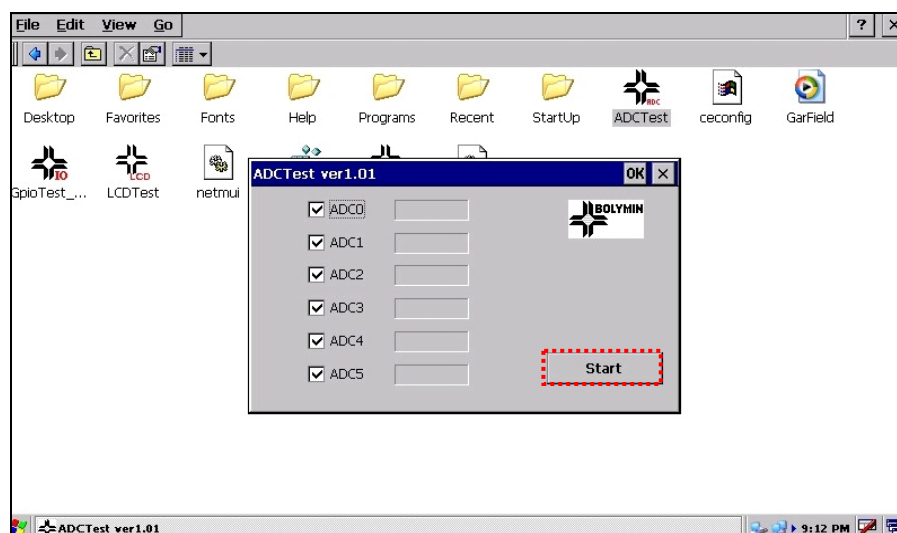 File Edit View Go ?
Desktop Favorites Fonts Help Programs Recent StartUp ADCTest ceconfig GarField
GpioTest_... LCDTest netmui
ADCTest ver1.01 OK
ADC0 BOLYMIN
ADC1
ADC2
ADC3
ADC4
ADC5 Start
ADCTest ver1.01 9:12 PM